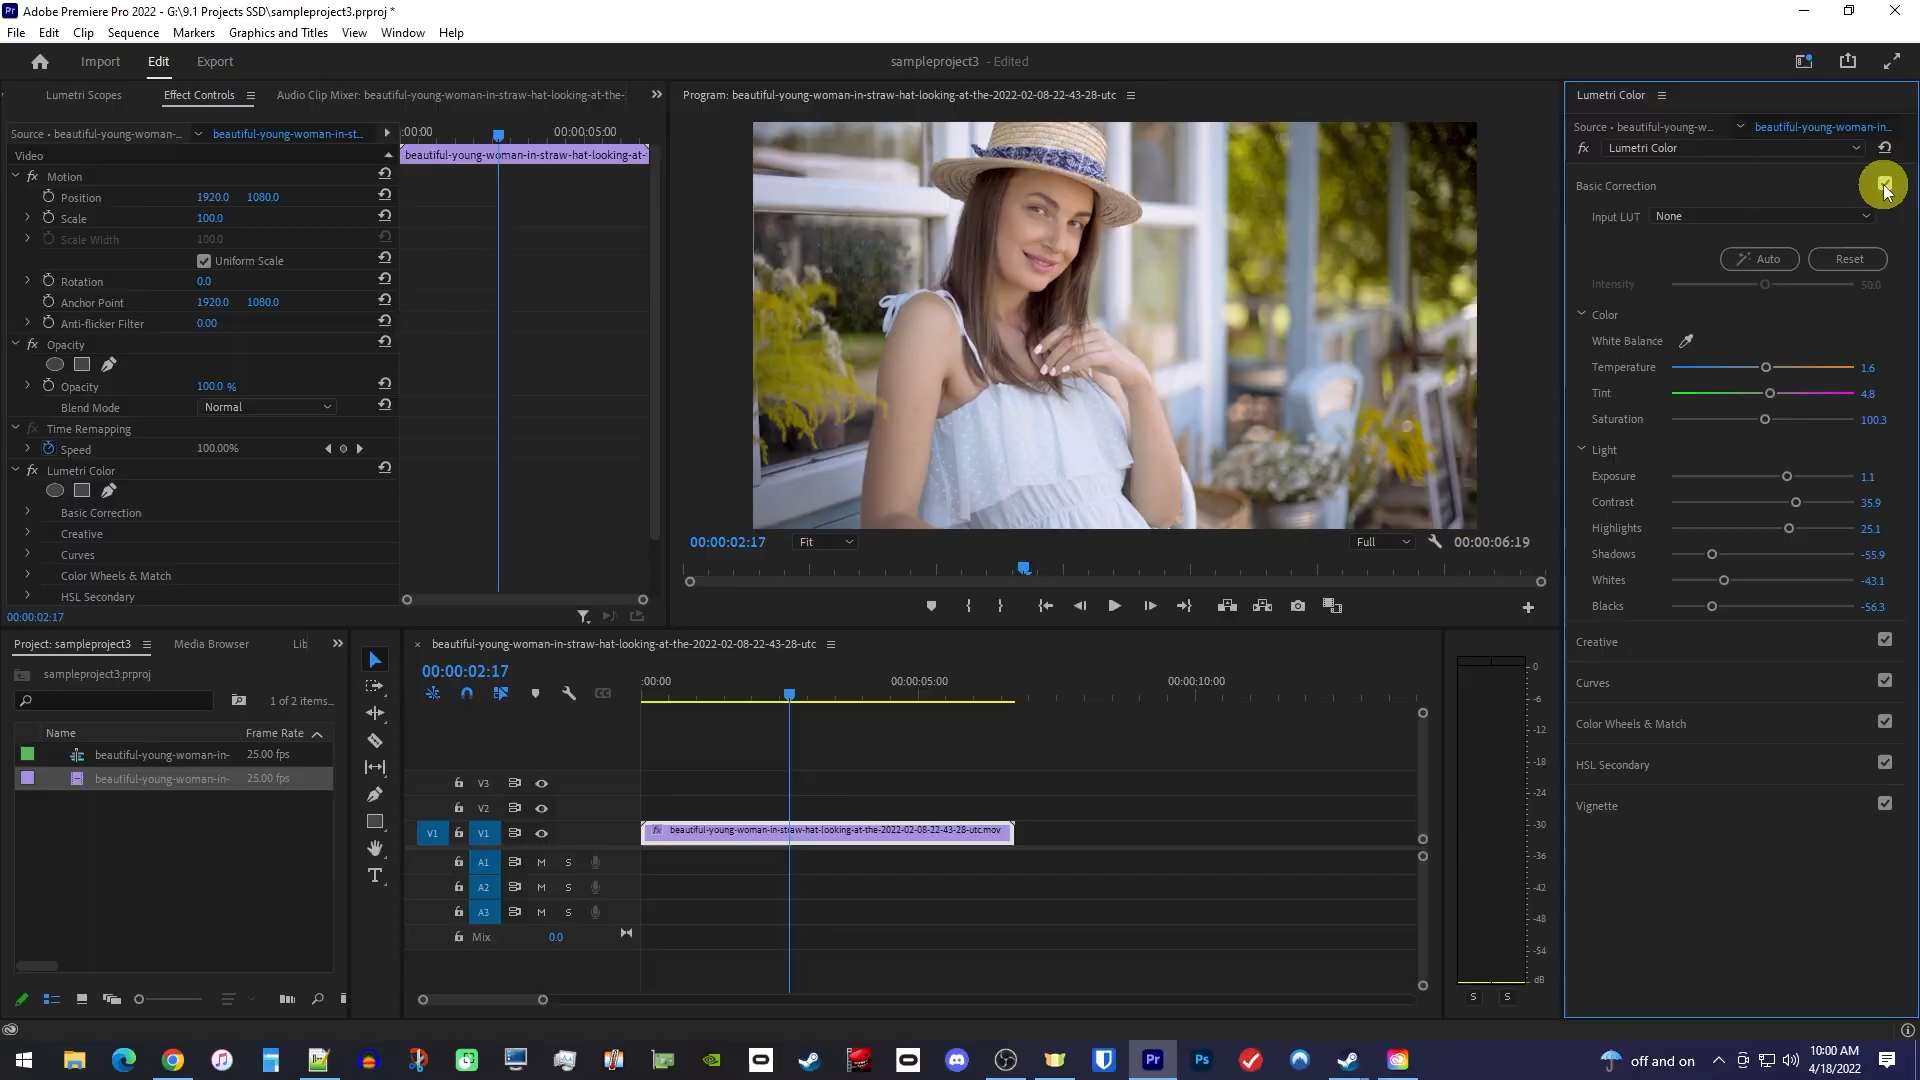 Adobe Premiere Pro 2022 - G:\9.1 Projects SSD\sampleproject3.prproj *
File Edit Clip Sequence Markers Graphics and Titles View Window Help
Import Edit Export
sampleproject3 - Edited
Lumetri Scopes Effect Controls Audio Clip Mixer: beautiful-young-woman-in-straw-hat-looking-at-the-
Source • beautiful-young-woman-... beautiful-young-woman-in-st...
:00:00 00:00:05:00
Video
beautiful-young-woman-in-straw-hat-looking-at-
fx Motion
Position 1920.0 1080.0
Scale 100.0
Scale Width 100.0
Uniform Scale
Rotation 0.0
Anchor Point 1920.0 1080.0
Anti-flicker Filter 0.00
fx Opacity
Opacity 100.0 %
Blend Mode Normal
fx Time Remapping
Speed 100.00%
fx Lumetri Color
Basic Correction
Creative
Curves
Color Wheels & Match
HSL Secondary
00:00:02:17
Program: beautiful-young-woman-in-straw-hat-looking-at-the-2022-02-08-22-43-28-utc
00:00:02:17 Fit Full 00:00:06:19
Lumetri Color
Source • beautiful-young-w... beautiful-young-woman-in...
fx Lumetri Color
Basic Correction
Input LUT None
Auto Reset
Intensity 50.0
Color
White Balance
Temperature 1.6
Tint 4.8
Saturation 100.3
Light
Exposure 1.1
Contrast 35.9
Highlights 25.1
Shadows -55.9
Whites -43.1
Blacks -56.3
Creative
Curves
Color Wheels & Match
HSL Secondary
Vignette
Project: sampleproject3 Media Browser Lib
sampleproject3.prproj
1 of 2 items...
Name Frame Rate
beautiful-young-woman-in- 25.00 fps
beautiful-young-woman-in- 25.00 fps
beautiful-young-woman-in-straw-hat-looking-at-the-2022-02-08-22-43-28-utc
00:00:02:17
:00:00 00:00:05:00 00:00:10:00
V3
V2
V1 V1
fx beautiful-young-woman-in-straw-hat-looking-at-the-2022-02-08-22-43-28-utc.mov
A1 M S
A2 M S
A3 M S
Mix 0.0
0
-6
-12
-18
-24
-30
-36
-42
-48
-54
dB
S S
off and on
10:00 AM
4/18/2022